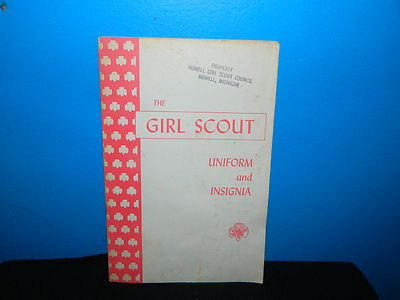 PROPERTY
HOWELL GIRL SCOUT COUNCIL
HOWELL, MICHIGAN.
THE
GIRL SCOUT
UNIFORM
and
INSIGNIA